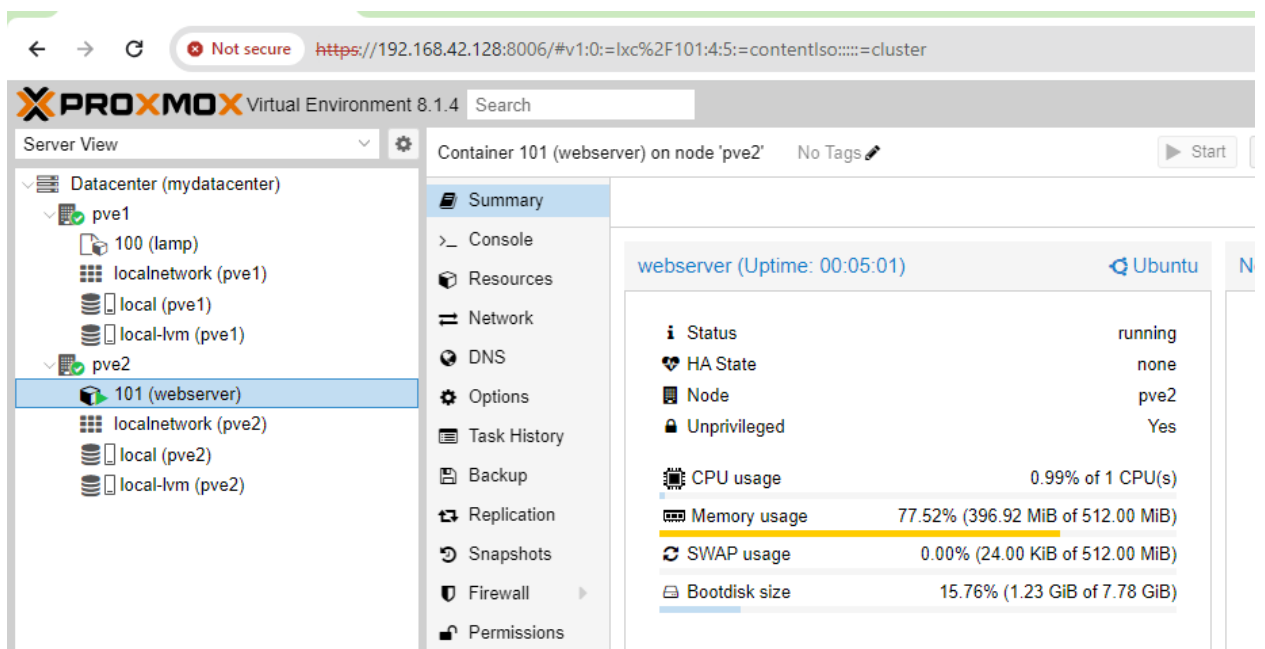 Not secure https://192.168.42.128:8006/#v1:0:=lxc%2F101:4:5:=contentIso:::::=cluster
PROXMOX Virtual Environment 8.1.4 Search
Server View
Datacenter (mydatacenter)
pve1
100 (lamp)
localnetwork (pve1)
local (pve1)
local-lvm (pve1)
pve2
101 (webserver)
localnetwork (pve2)
local (pve2)
local-lvm (pve2)
Container 101 (webserver) on node 'pve2' No Tags Start
Summary
Console
Resources
Network
DNS
Options
Task History
Backup
Replication
Snapshots
Firewall
Permissions
webserver (Uptime: 00:05:01) Ubuntu
Status running
HA State none
Node pve2
Unprivileged Yes
CPU usage 0.99% of 1 CPU(s)
Memory usage 77.52% (396.92 MiB of 512.00 MiB)
SWAP usage 0.00% (24.00 KiB of 512.00 MiB)
Bootdisk size 15.76% (1.23 GiB of 7.78 GiB)